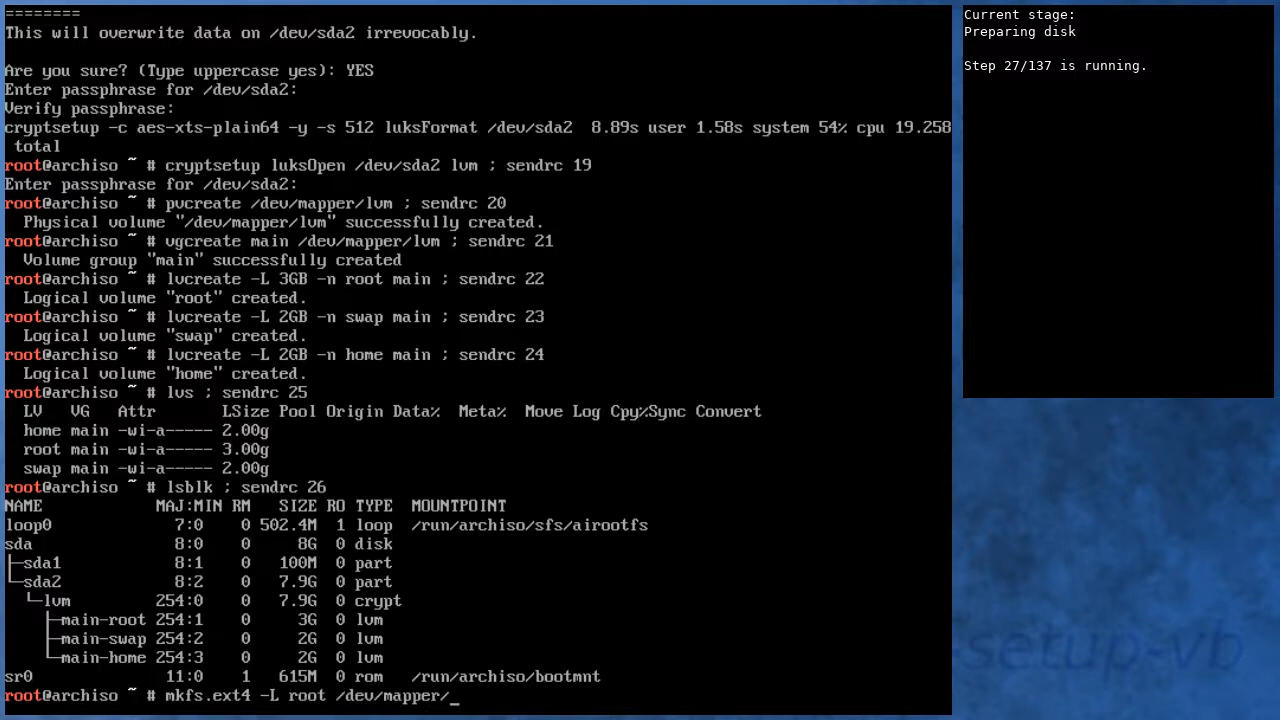 ========
This will overwrite data on /dev/sda2 irrevocably.
Are you sure? (Type uppercase yes): YES
Enter passphrase for /dev/sda2:
Verify passphrase:
cryptsetup -c aes-xts-plain64 -y -s 512 luksFormat /dev/sda2  8.89s user 1.58s system 54% cpu 19.258
 total
root@archiso ~ # cryptsetup luksOpen /dev/sda2 lvm ; sendrc 19
Enter passphrase for /dev/sda2:
root@archiso ~ # pvcreate /dev/mapper/lvm ; sendrc 20
  Physical volume "/dev/mapper/lvm" successfully created.
root@archiso ~ # vgcreate main /dev/mapper/lvm ; sendrc 21
  Volume group "main" successfully created
root@archiso ~ # lvcreate -L 3GB -n root main ; sendrc 22
  Logical volume "root" created.
root@archiso ~ # lvcreate -L 2GB -n swap main ; sendrc 23
  Logical volume "swap" created.
root@archiso ~ # lvcreate -L 2GB -n home main ; sendrc 24
  Logical volume "home" created.
root@archiso ~ # lvs ; sendrc 25
  LV   VG   Attr       LSize Pool Origin Data%  Meta%  Move Log Cpy%Sync Convert
  home main -wi-a----- 2.00g
  root main -wi-a----- 3.00g
  swap main -wi-a----- 2.00g
root@archiso ~ # lsblk ; sendrc 26
NAME            MAJ:MIN RM   SIZE RO TYPE  MOUNTPOINT
loop0             7:0    0 502.4M  1 loop  /run/archiso/sfs/airootfs
sda               8:0    0     8G  0 disk
├─sda1            8:1    0   100M  0 part
└─sda2            8:2    0   7.9G  0 part
  └─lvm         254:0    0   7.9G  0 crypt
    ├─main-root 254:1    0     3G  0 lvm
    ├─main-swap 254:2    0     2G  0 lvm
    └─main-home 254:3    0     2G  0 lvm
sr0              11:0    1   615M  0 rom   /run/archiso/bootmnt
root@archiso ~ # mkfs.ext4 -L root /dev/mapper/_
Current stage:
Preparing disk
Step 27/137 is running.
-setup-vb